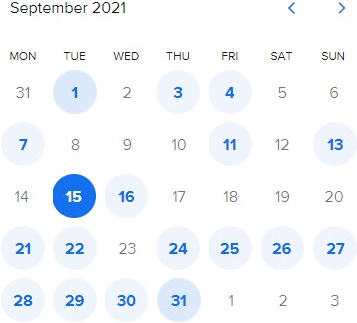 September 2021
MON TUE WED THU FRI SAT SUN
31 1 2 3 4 5 6
7 8 9 10 11 12 13
14 15 16 17 18 19 20
21 22 23 24 25 26 27
28 29 30 31 1 2 3